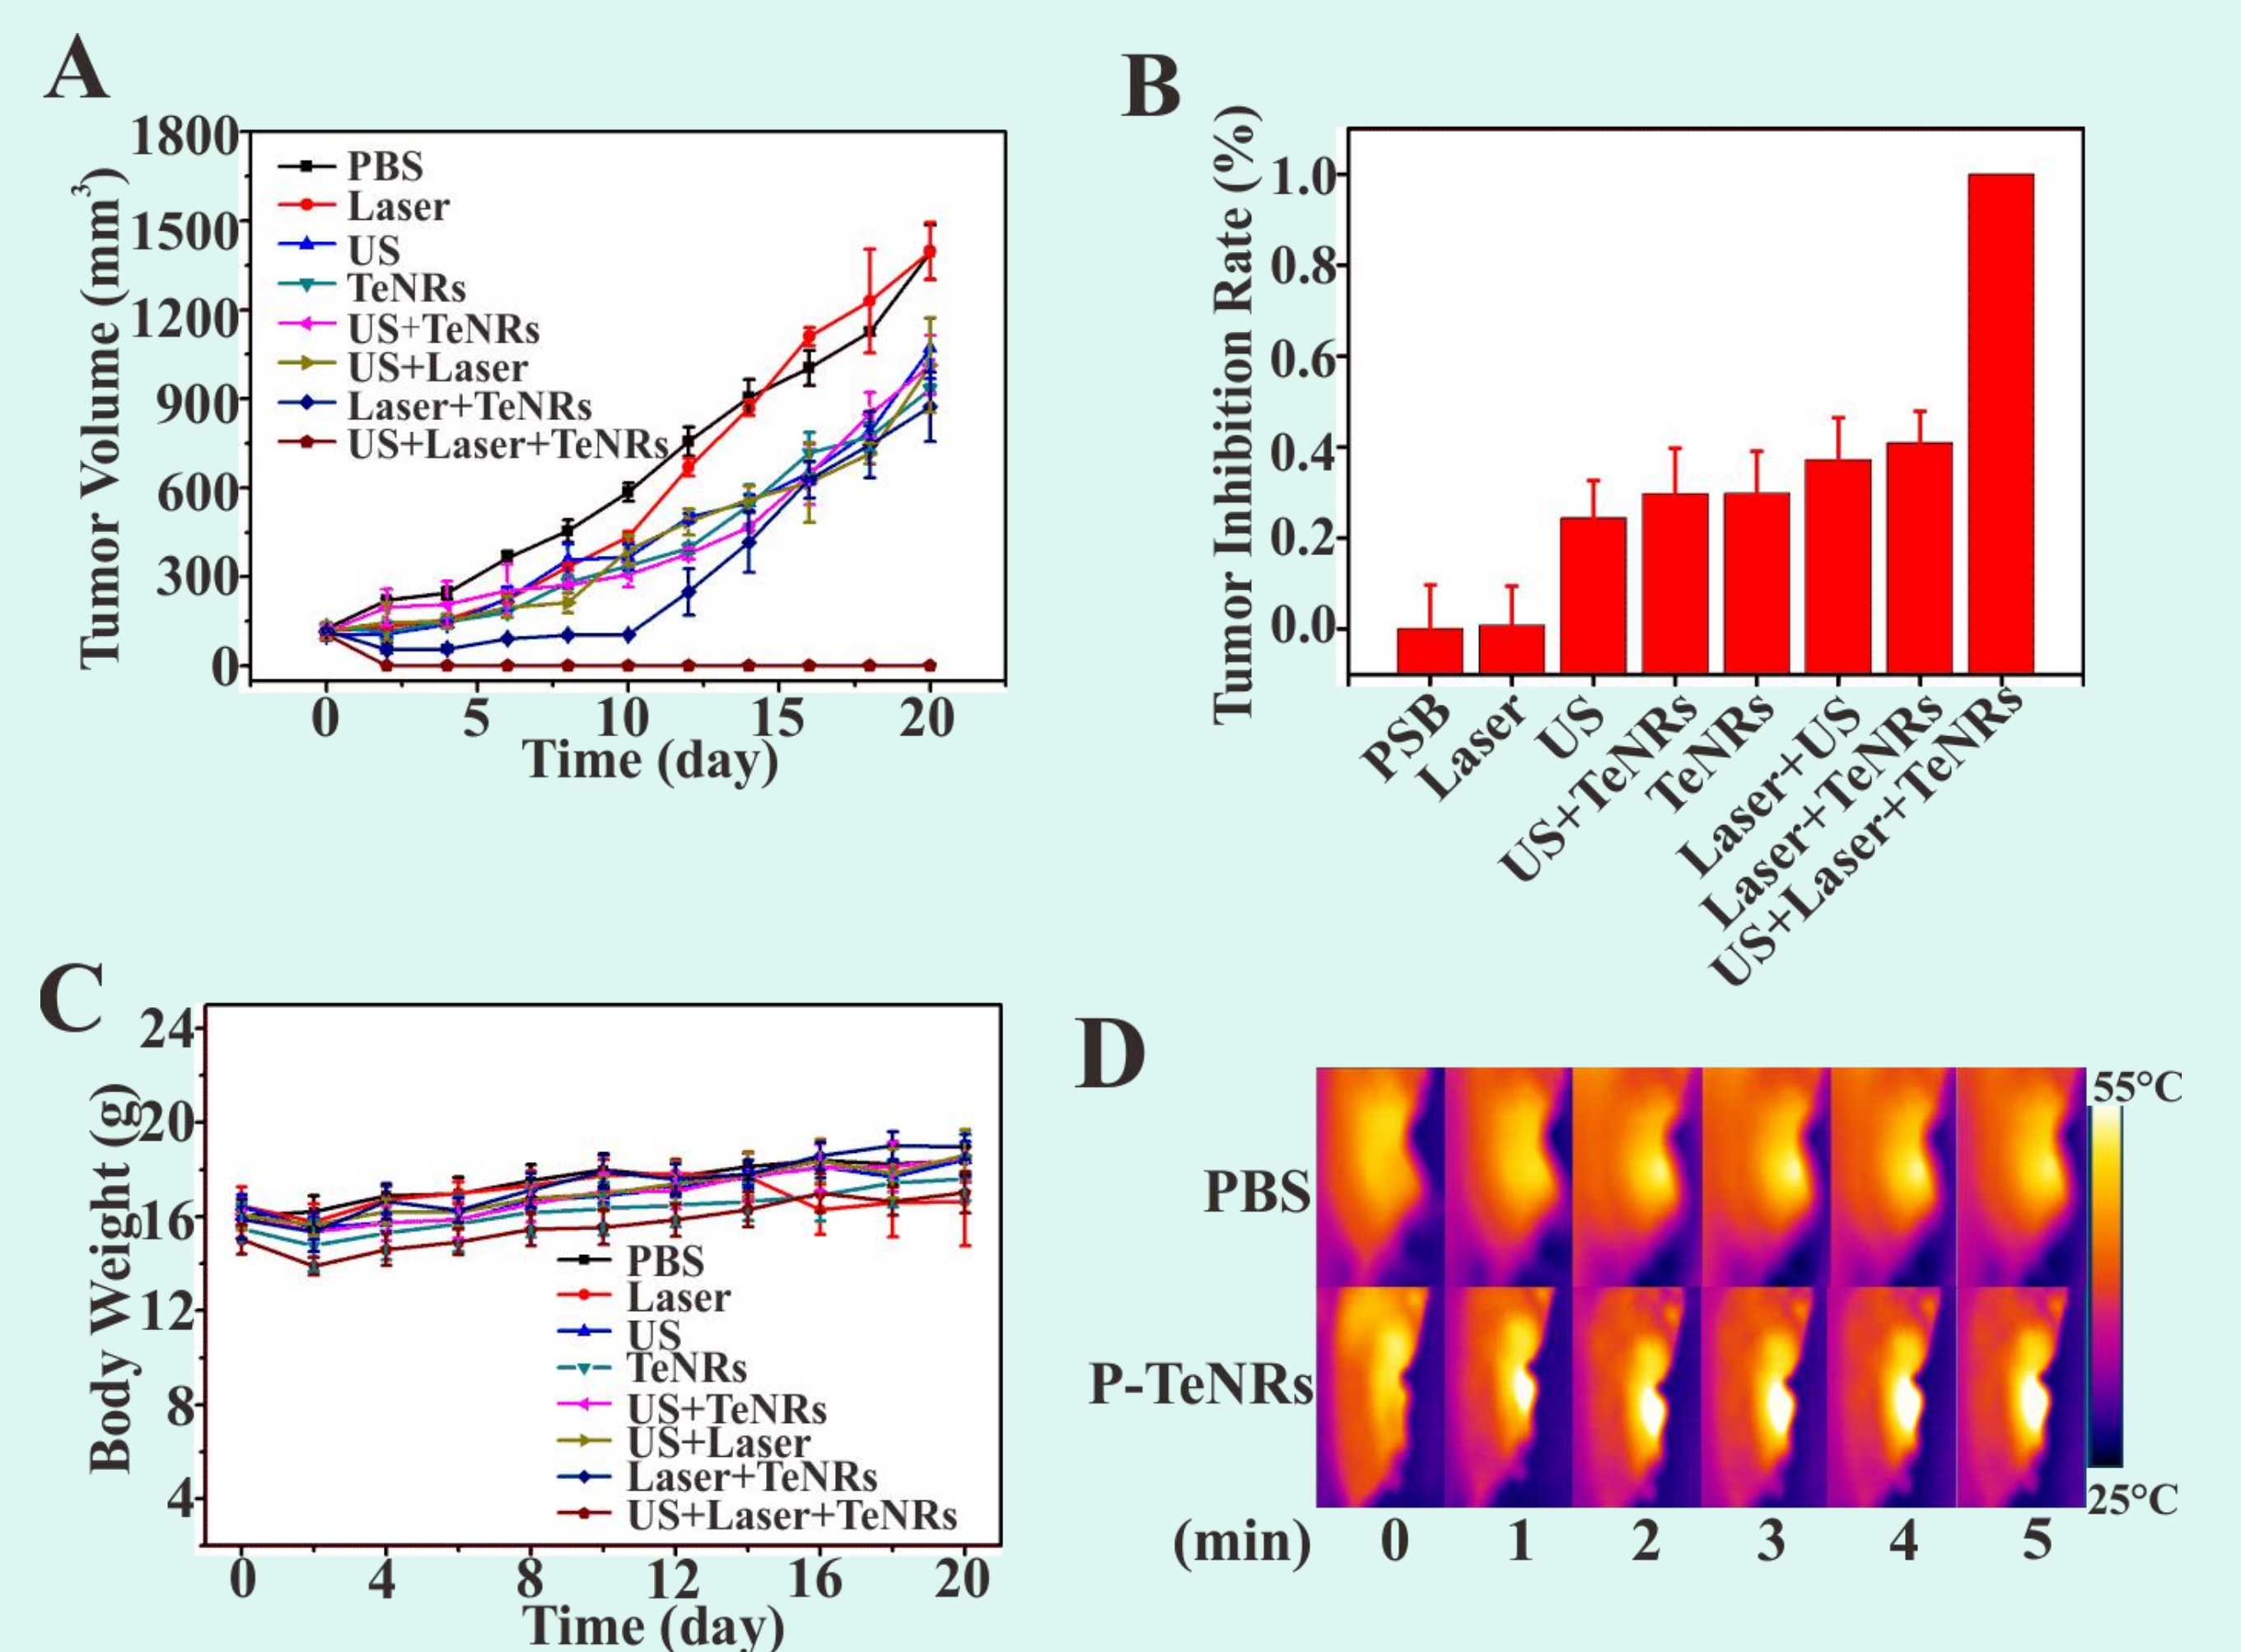 A
1800
1500
1200
900
600
300
0
Tumor Volume (mm³)
PBS
Laser
US
TeNRs
US+TeNRs
US+Laser
Laser+TeNRs
US+Laser+TeNRs
0 5 10 15 20
Time (day)
B
Tumor Inhibition Rate (%)
1.0
0.8
0.6
0.4
0.2
0.0
PSB
Laser
US
US+TeNRs
TeNRs
Laser+US
Laser+TeNRs
US+Laser+TeNRs
C
24
20
16
12
8
4
Body Weight (g)
PBS
Laser
US
TeNRs
US+TeNRs
US+Laser
Laser+TeNRs
US+Laser+TeNRs
0 4 8 12 16 20
Time (day)
D
55°C
PBS
P-TeNRs
25°C
(min) 0 1 2 3 4 5